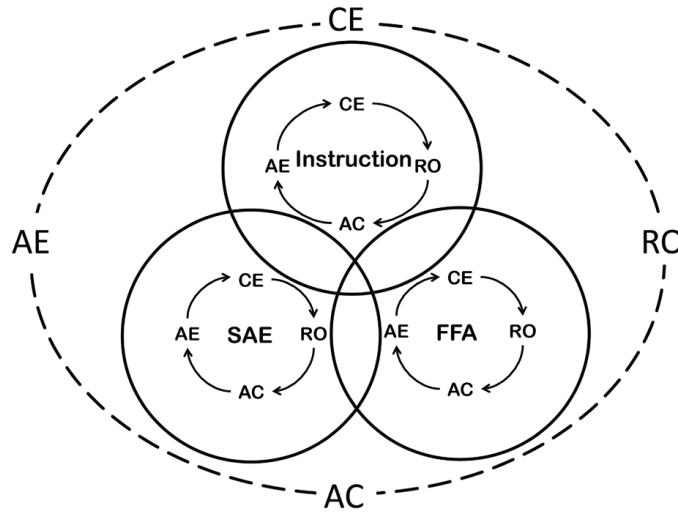 CE
CE
AE Instruction RO
AC
AE
RO
CE
AE SAE RO
AC
CE
AE FFA RO
AC
AC